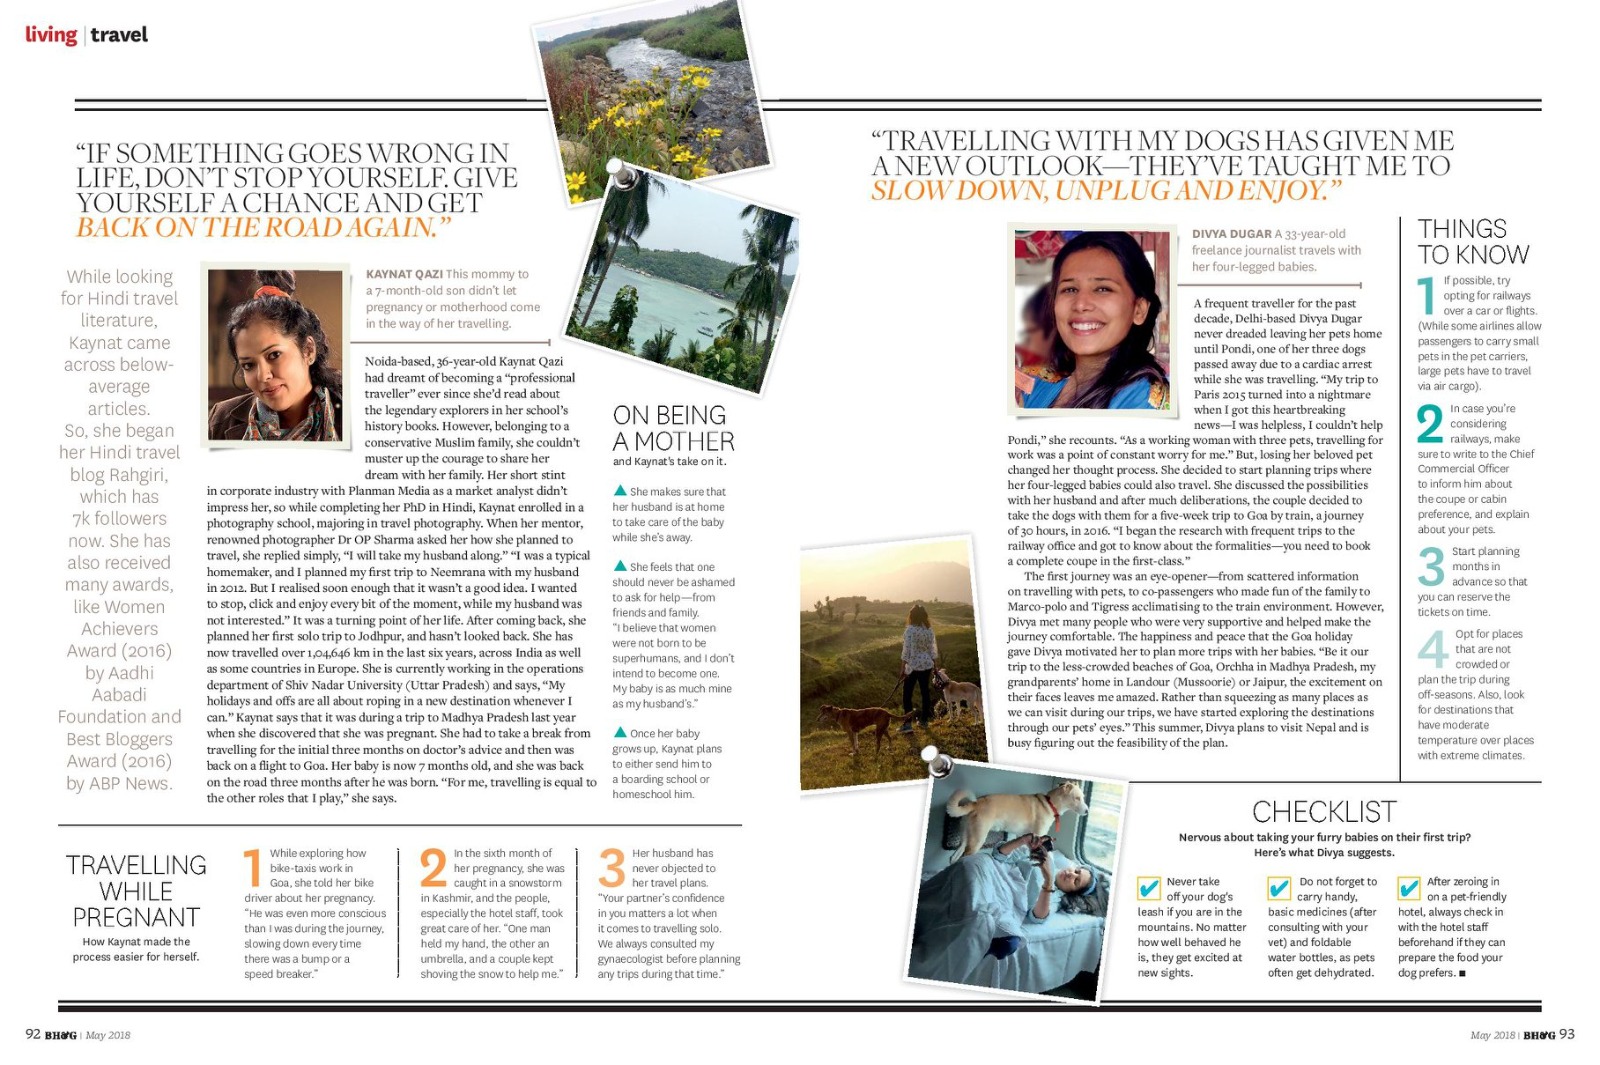 living | travel
“IF SOMETHING GOES WRONG IN
LIFE, DON’T STOP YOURSELF. GIVE
YOURSELF A CHANCE AND GET
BACK ON THE ROAD AGAIN.”
While looking
for Hindi travel
literature,
Kaynat came
across below-
average
articles.
So, she began
her Hindi travel
blog Rahgiri,
which has
7k followers
now. She has
also received
many awards,
like Women
Achievers
Award (2016)
by Aadhi
Aabadi
Foundation and
Best Bloggers
Award (2016)
by ABP News.
KAYNAT QAZI This mommy to
a 7-month-old son didn’t let
pregnancy or motherhood come
in the way of her travelling.
Noida-based, 36-year-old Kaynat Qazi
had dreamt of becoming a “professional
traveller” ever since she’d read about
the legendary explorers in her school’s
history books. However, belonging to a
conservative Muslim family, she couldn’t
muster up the courage to share her
dream with her family. Her short stint
in corporate industry with Planman Media as a market analyst didn’t
impress her, so while completing her PhD in Hindi, Kaynat enrolled in a
photography school, majoring in travel photography. When her mentor,
renowned photographer Dr OP Sharma asked her how she planned to
travel, she replied simply, “I will take my husband along.” “I was a typical
homemaker, and I planned my first trip to Neemrana with my husband
in 2012. But I realised soon enough that it wasn’t a good idea. I wanted
to stop, click and enjoy every bit of the moment, while my husband was
not interested.” It was a turning point of her life. After coming back, she
planned her first solo trip to Jodhpur, and hasn’t looked back. She has
now travelled over 1,04,646 km in the last six years, across India as well
as some countries in Europe. She is currently working in the operations
department of Shiv Nadar University (Uttar Pradesh) and says, “My
holidays and offs are all about roping in a new destination whenever I
can.” Kaynat says that it was during a trip to Madhya Pradesh last year
when she discovered that she was pregnant. She had to take a break from
travelling for the initial three months on doctor’s advice and then was
back on a flight to Goa. Her baby is now 7 months old, and she was back
on the road three months after he was born. “For me, travelling is equal to
the other roles that I play,” she says.
ON BEING
A MOTHER
and Kaynat’s take on it.
▲ She makes sure that
her husband is at home
to take care of the baby
while she’s away.
▲ She feels that one
should never be ashamed
to ask for help—from
friends and family.
“I believe that women
were not born to be
superhumans, and I don’t
intend to become one.
My baby is as much mine
as my husband’s.”
▲ Once her baby
grows up, Kaynat plans
to either send him to
a boarding school or
homeschool him.
TRAVELLING
WHILE
PREGNANT
How Kaynat made the
process easier for herself.
1 While exploring how
bike-taxis work in
Goa, she told her bike
driver about her pregnancy.
“He was even more conscious
than I was during the journey,
slowing down every time
there was a bump or a
speed breaker.”
2 In the sixth month of
her pregnancy, she was
caught in a snowstorm
in Kashmir, and the people,
especially the hotel staff, took
great care of her. “One man
held my hand, the other an
umbrella, and a couple kept
shoving the snow to help me.”
3 Her husband has
never objected to
her travel plans.
“Your partner’s confidence
in you matters a lot when
it comes to travelling solo.
We always consulted my
gynaecologist before planning
any trips during that time.”
92 BH&G | May 2018
“TRAVELLING WITH MY DOGS HAS GIVEN ME
A NEW OUTLOOK—THEY’VE TAUGHT ME TO
SLOW DOWN, UNPLUG AND ENJOY.”
DIVYA DUGAR A 33-year-old
freelance journalist travels with
her four-legged babies.
A frequent traveller for the past
decade, Delhi-based Divya Dugar
never dreaded leaving her pets home
until Pondi, one of her three dogs
passed away due to a cardiac arrest
while she was travelling. “My trip to
Paris 2015 turned into a nightmare
when I got this heartbreaking
news—I was helpless, I couldn’t help
Pondi,” she recounts. “As a working woman with three pets, travelling for
work was a point of constant worry for me.” But, losing her beloved pet
changed her thought process. She decided to start planning trips where
her four-legged babies could also travel. She discussed the possibilities
with her husband and after much deliberations, the couple decided to
take the dogs with them for a five-week trip to Goa by train, a journey
of 30 hours, in 2016. “I began the research with frequent trips to the
railway office and got to know about the formalities—you need to book
a complete coupe in the first-class.”
The first journey was an eye-opener—from scattered information
on travelling with pets, to co-passengers who made fun of the family to
Marco-polo and Tigress acclimatising to the train environment. However,
Divya met many people who were very supportive and helped make the
journey comfortable. The happiness and peace that the Goa holiday
gave Divya motivated her to plan more trips with her babies. “Be it our
trip to the less-crowded beaches of Goa, Orchha in Madhya Pradesh, my
grandparents’ home in Landour (Mussoorie) or Jaipur, the excitement on
their faces leaves me amazed. Rather than squeezing as many places as
we can visit during our trips, we have started exploring the destinations
through our pets’ eyes.” This summer, Divya plans to visit Nepal and is
busy figuring out the feasibility of the plan.
THINGS
TO KNOW
1 If possible, try
opting for railways
over a car or flights.
(While some airlines allow
passengers to carry small
pets in the pet carriers,
large pets have to travel
via air cargo).
2 In case you’re
considering
railways, make
sure to write to the Chief
Commercial Officer
to inform him about
the coupe or cabin
preference, and explain
about your pets.
3 Start planning
months in
advance so that
you can reserve the
tickets on time.
4 Opt for places
that are not
crowded or
plan the trip during
off-seasons. Also, look
for destinations that
have moderate
temperature over places
with extreme climates.
CHECKLIST
Nervous about taking your furry babies on their first trip?
Here’s what Divya suggests.
✔ Never take
off your dog’s
leash if you are in the
mountains. No matter
how well behaved he
is, they get excited at
new sights.
✔ Do not forget to
carry handy,
basic medicines (after
consulting with your
vet) and foldable
water bottles, as pets
often get dehydrated.
✔ After zeroing in
on a pet-friendly
hotel, always check in
with the hotel staff
beforehand if they can
prepare the food your
dog prefers. ■
May 2018 | BH&G 93